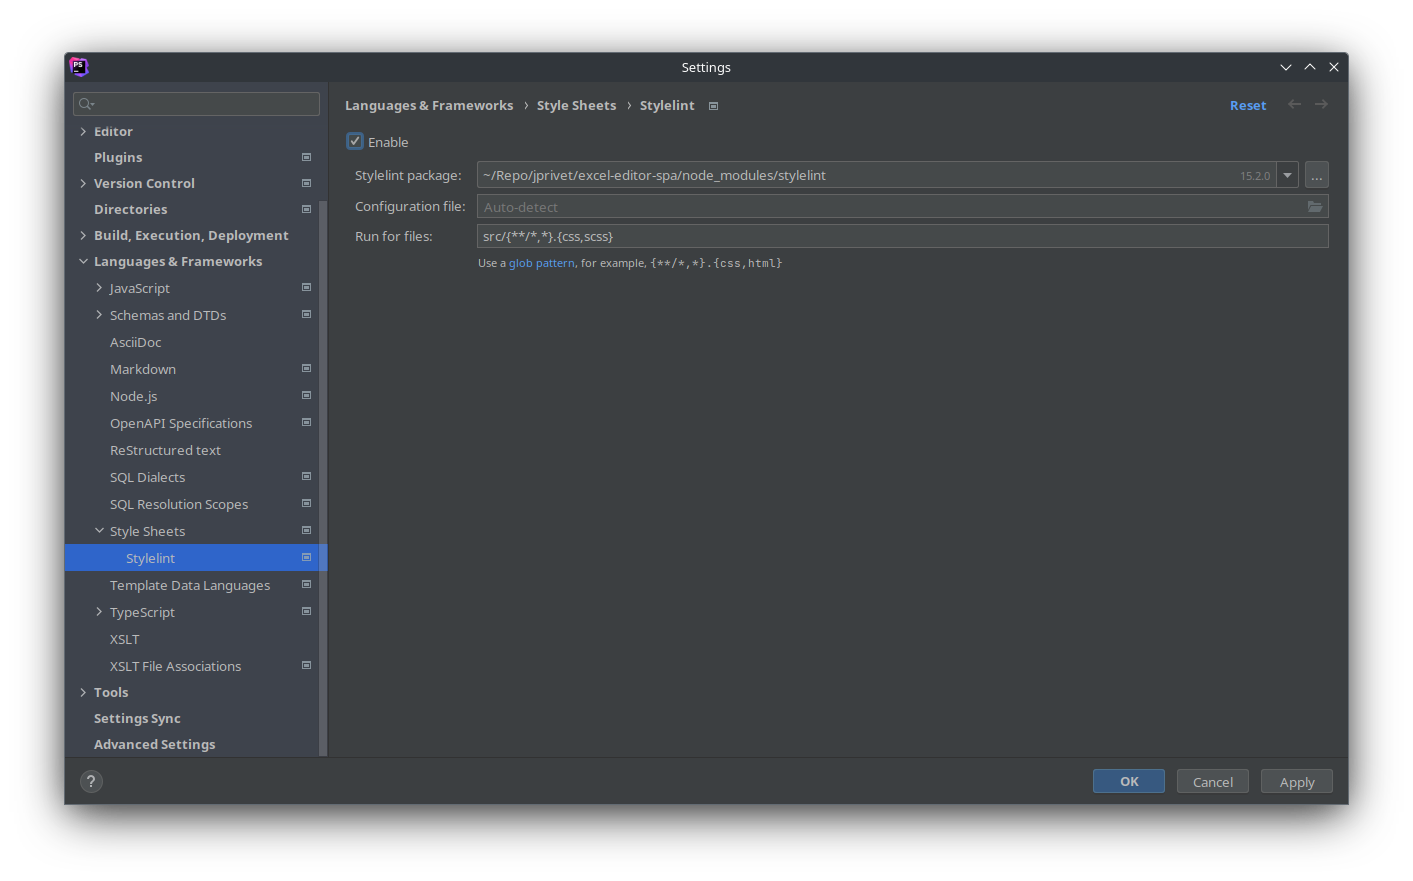 PS
Settings
Editor
Plugins
Version Control
Directories
Build, Execution, Deployment
Languages & Frameworks
JavaScript
Schemas and DTDs
AsciiDoc
Markdown
Node.js
OpenAPI Specifications
ReStructured text
SQL Dialects
SQL Resolution Scopes
Style Sheets
Stylelint
Template Data Languages
TypeScript
XSLT
XSLT File Associations
Tools
Settings Sync
Advanced Settings
Languages & Frameworks › Style Sheets › Stylelint
Reset
Enable
Stylelint package: ~/Repo/jprivet/excel-editor-spa/node_modules/stylelint 15.2.0 ...
Configuration file: Auto-detect
Run for files: src/{**/*,*}.{css,scss}
Use a glob pattern, for example, {**/*,*}.{css,html}
? OK Cancel Apply